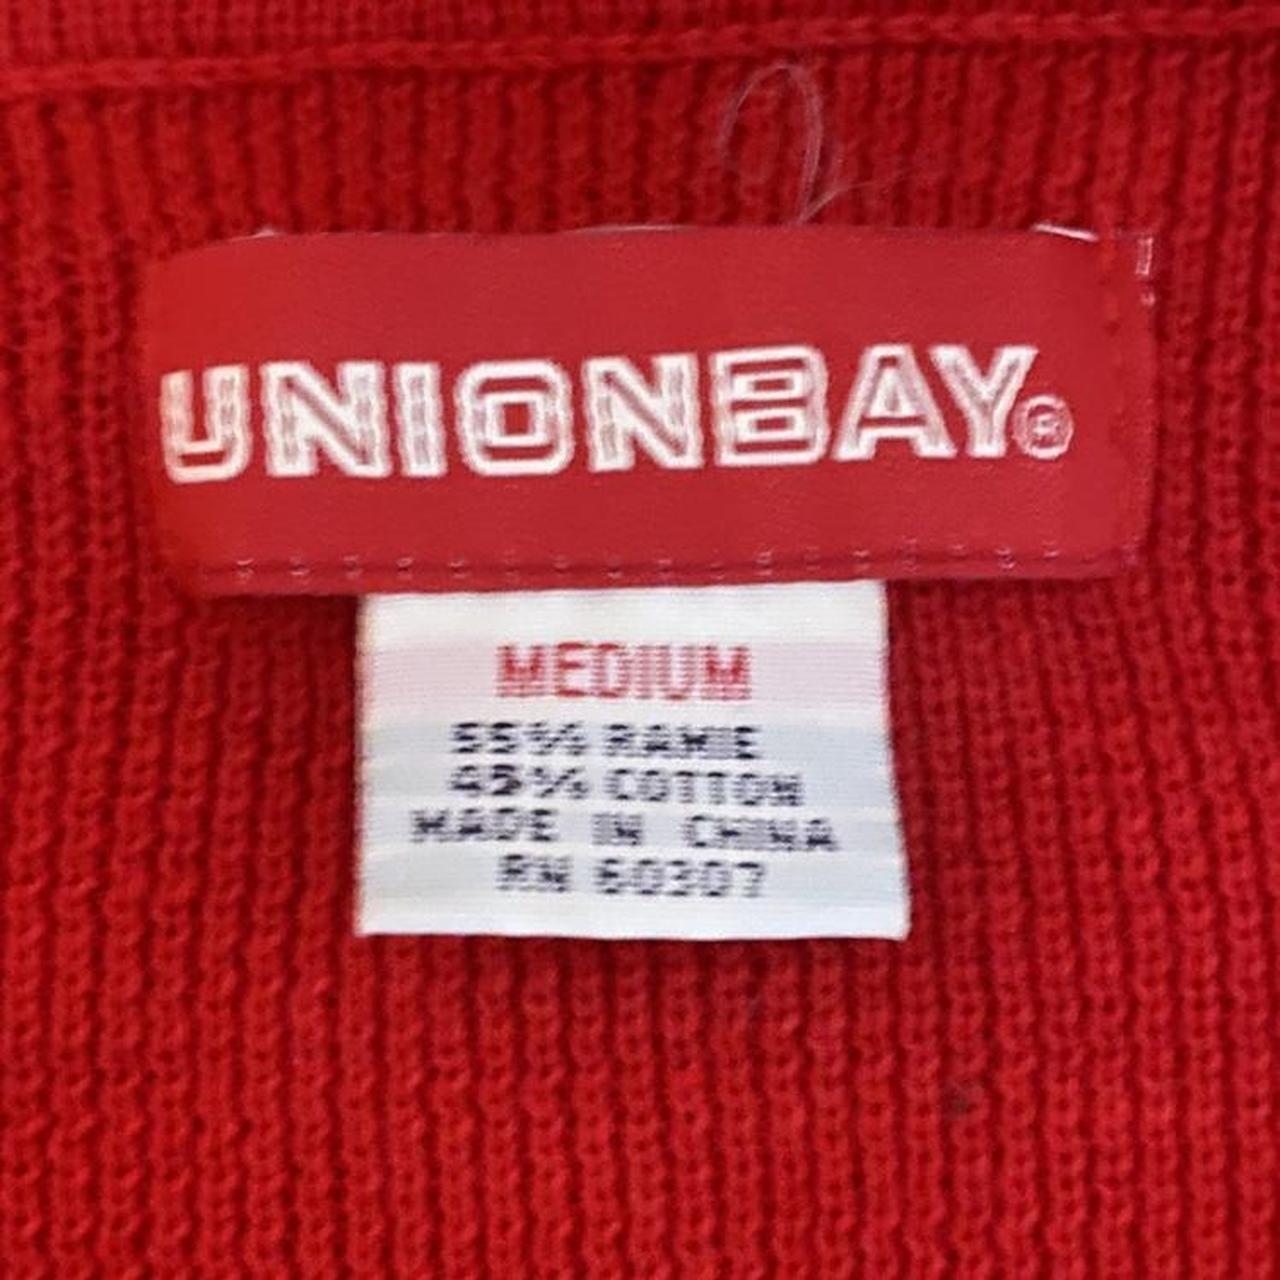 UNIONBAY®
MEDIUM
55% RAMIE
45% COTTON
MADE IN CHINA
RN 60307